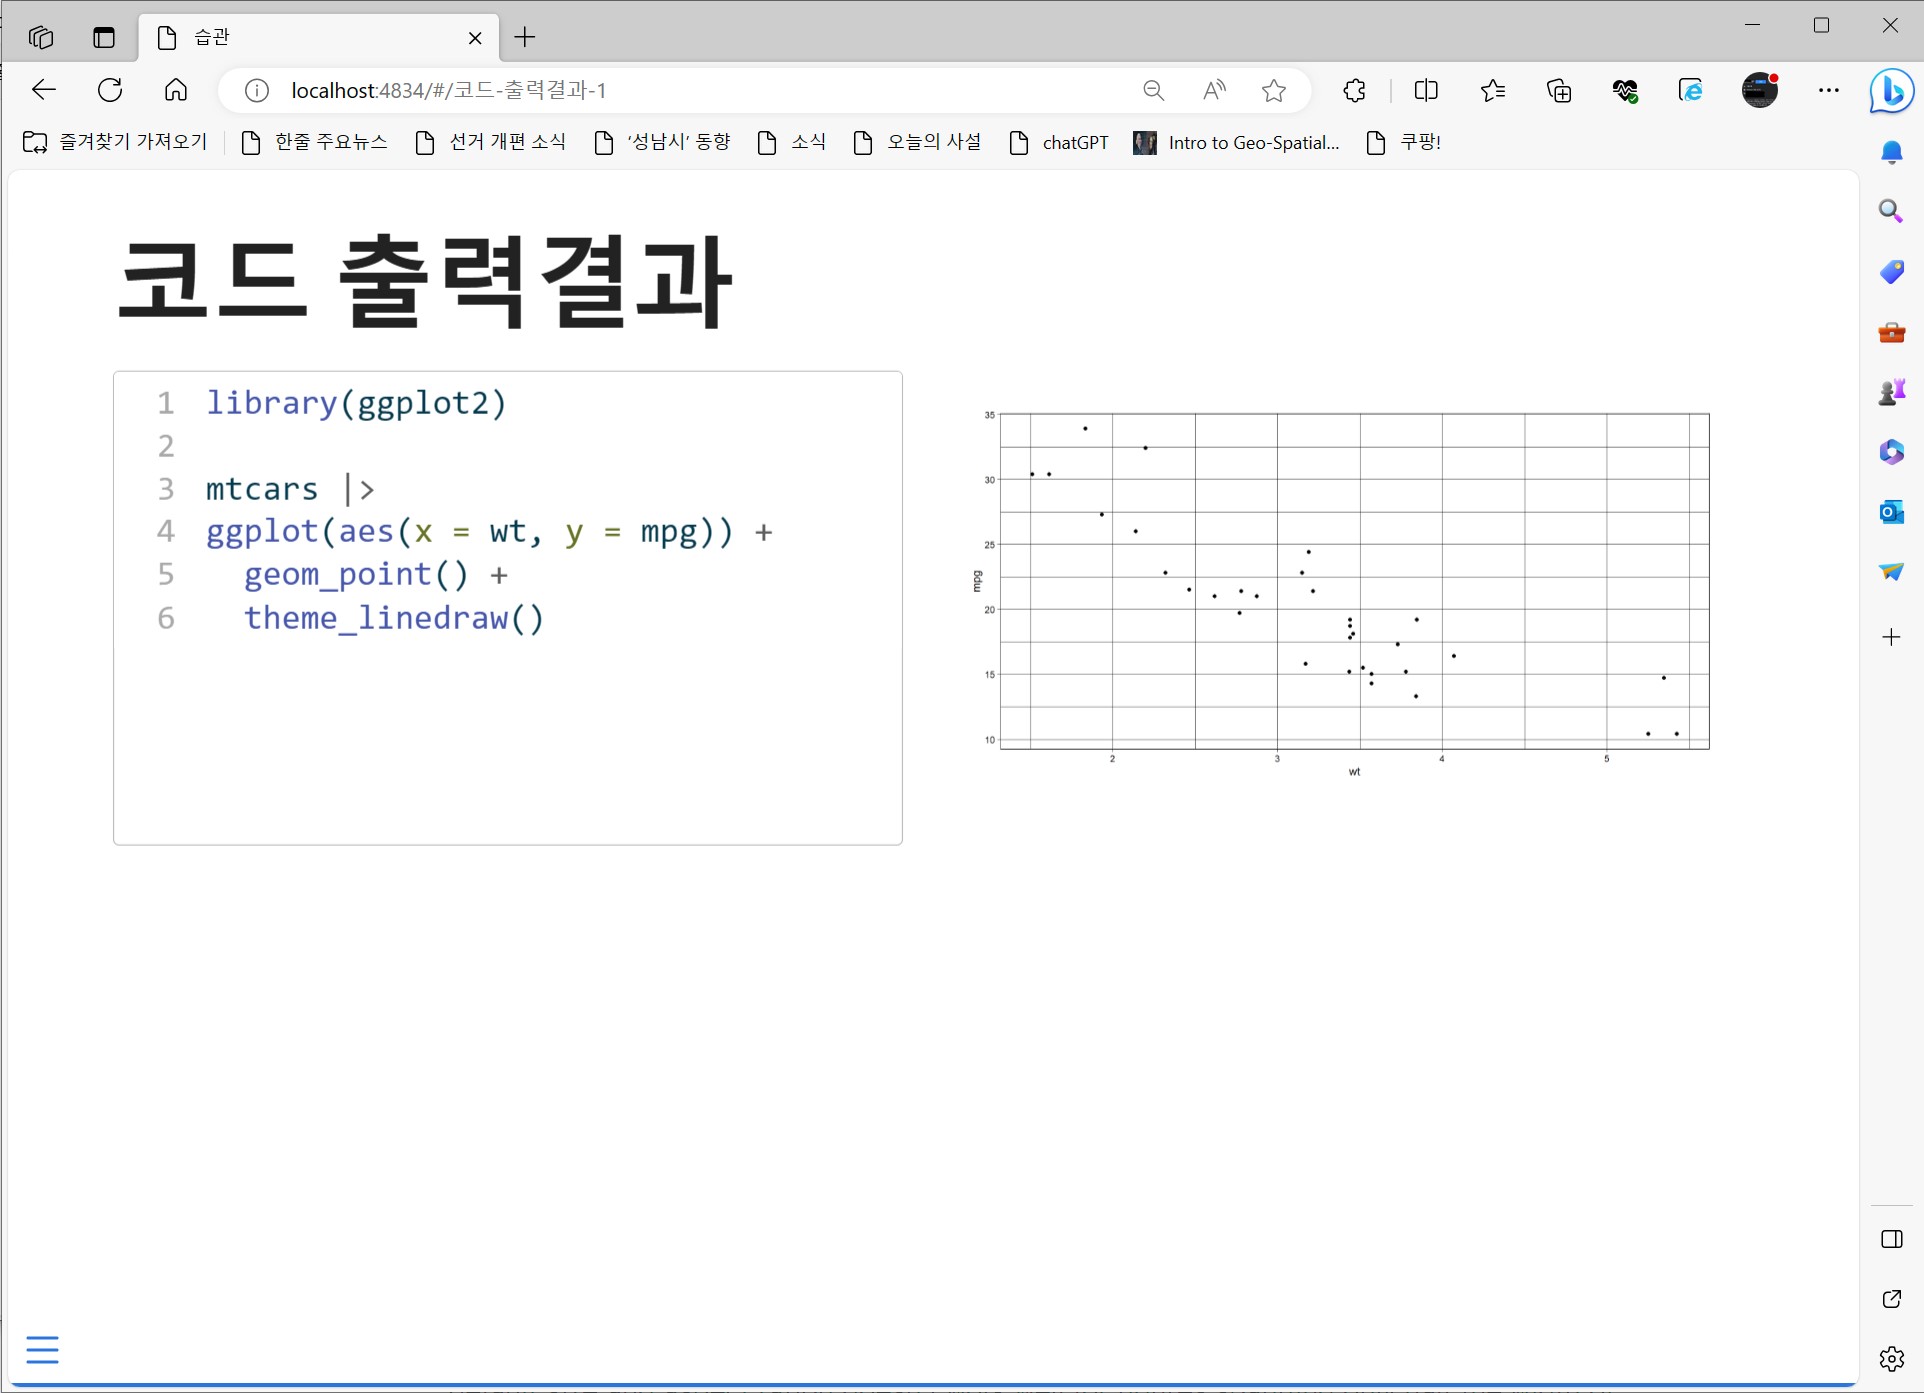 습관
localhost:4834/#/코드-출력결과-1
즐겨찾기 가져오기
한줄 주요뉴스
선거 개편 소식
‘성남시’ 동향
소식
오늘의 사설
chatGPT
Intro to Geo-Spatial...
쿠팡!
코드 출력결과
1 library(ggplot2)
2
3 mtcars |>
4 ggplot(aes(x = wt, y = mpg)) +
5 geom_point() +
6 theme_linedraw()
35
30
25
20
15
10
mpg
2 3 4 5
wt